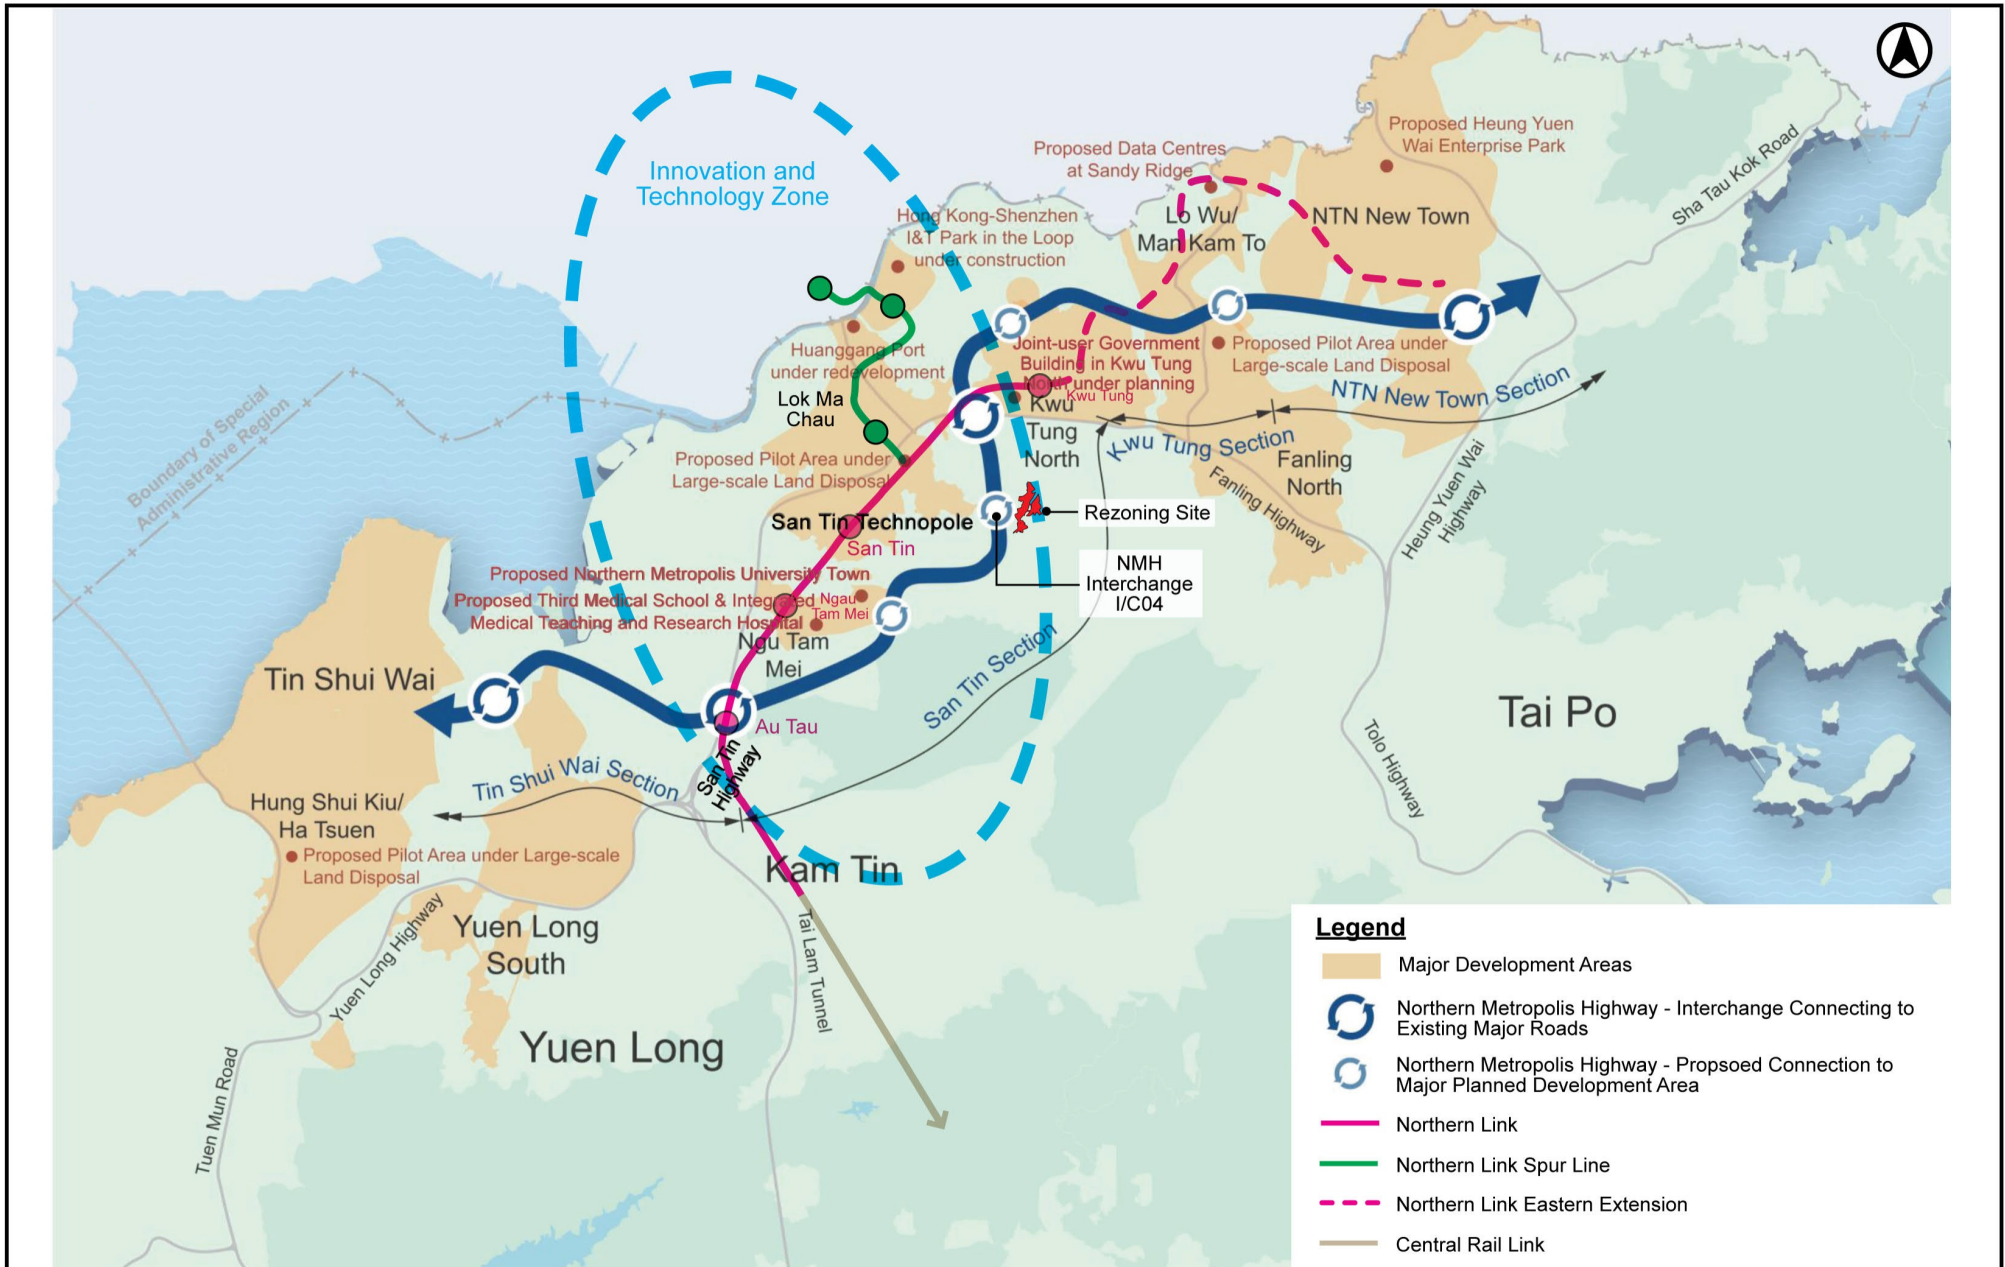 Innovation and
Technology Zone
Proposed Heung Yuen
Wai Enterprise Park
Proposed Data Centres
at Sandy Ridge
Sha Tau Kok Road
Hong Kong-Shenzhen
I&T Park in the Loop
under construction
Lo Wu/
Man Kam To
NTN New Town
Huanggang Port
under redevelopment
Joint-user Government
Building in Kwu Tung
North under planning
Kwu Tung
Proposed Pilot Area under
Large-scale Land Disposal
NTN New Town Section
Lok Ma
Chau
Kwu
Tung
North
Kwu Tung Section
Fanling
North
Fanling Highway
Heung Yuen Wai
Highway
Boundary of Special
Administrative Region
Proposed Pilot Area under
Large-scale Land Disposal
San Tin Technopole
San Tin
Rezoning Site
NMH
Interchange
I/C04
Proposed Northern Metropolis University Town
Proposed Third Medical School & Integrated
Medical Teaching and Research Hospital
Ngau
Tam Mei
Ngu Tam
Mei
San Tin Section
Tin Shui Wai
Au Tau
San Tin
Highway
Tai Po
Tolo Highway
Tin Shui Wai Section
Hung Shui Kiu/
Ha Tsuen
Proposed Pilot Area under Large-scale
Land Disposal
Kam Tin
Tai Lam Tunnel
Yuen Long Highway
Yuen Long
South
Yuen Long
Tuen Mun Road
Legend
Major Development Areas
Northern Metropolis Highway - Interchange Connecting to
Existing Major Roads
Northern Metropolis Highway - Propsoed Connection to
Major Planned Development Area
Northern Link
Northern Link Spur Line
Northern Link Eastern Extension
Central Rail Link